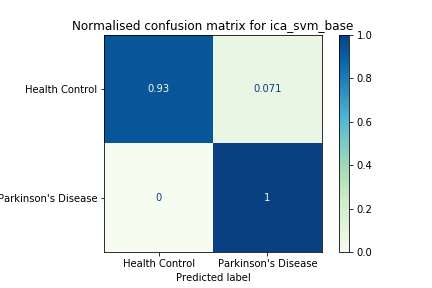 Normalised confusion matrix for ica_svm_base
Health Control
0.93
0.071
Parkinson's Disease
0
1
Health Control
Parkinson's Disease
Predicted label
1.0
0.8
0.6
0.4
0.2
0.0